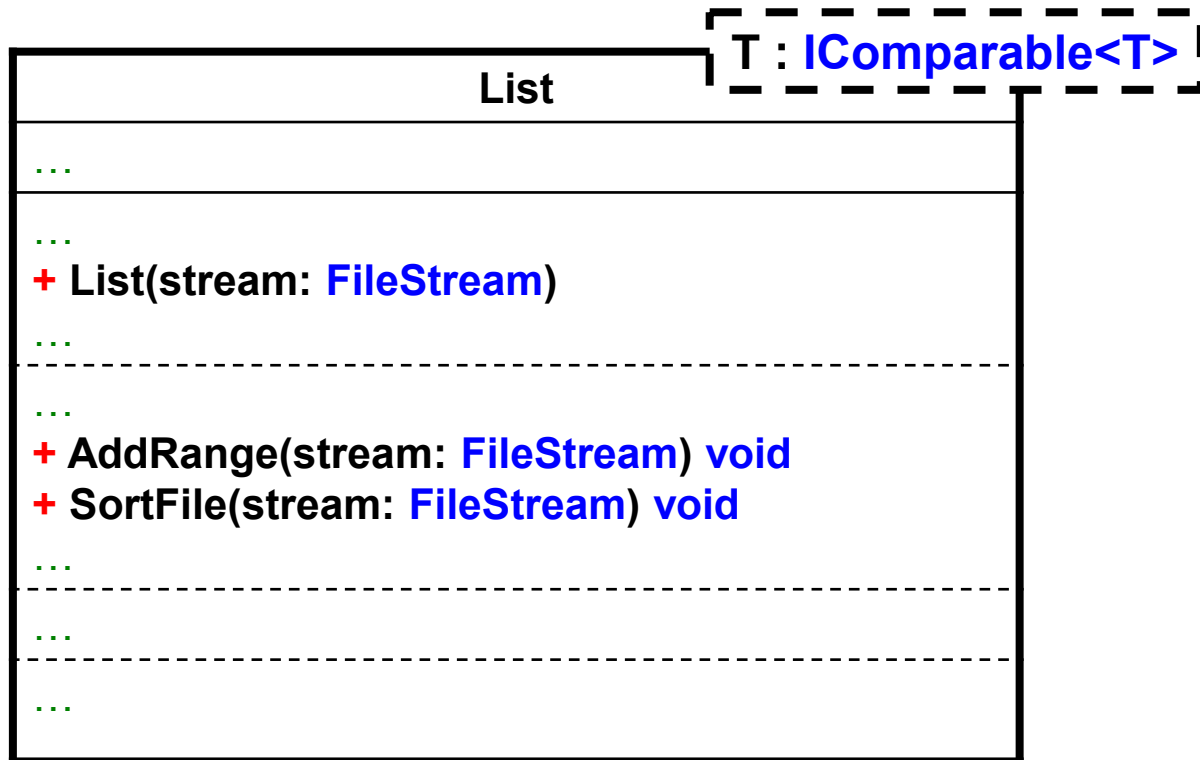 T : IComparable<T>
List
...
...
+ List(stream: FileStream)
...
...
+ AddRange(stream: FileStream) void
+ SortFile(stream: FileStream) void
...
...
...